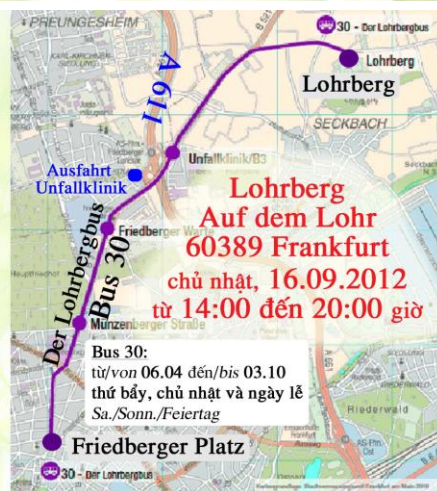 PREUNGESHEIM
30 - Der Lohrbergbus
Lohrberg
Lohrberg
SECKBACH
A 611
Unfallklinik/B3
Ausfahrt
Unfallklinik
Friedberger Warte
Lohrberg
Auf dem Lohr
60389 Frankfurt
chủ nhật, 16.09.2012
từ 14:00 đến 20:00 giờ
Der Lohrbergbus
Bus 30
Münzenberger Straße
Bus 30:
từ/von 06.04 đến/bis 03.10
thứ bẩy, chủ nhật và ngày lễ
Sa./Sonn./Feiertag
Riederwald
Friedberger Platz
30 - Der Lohrbergbus